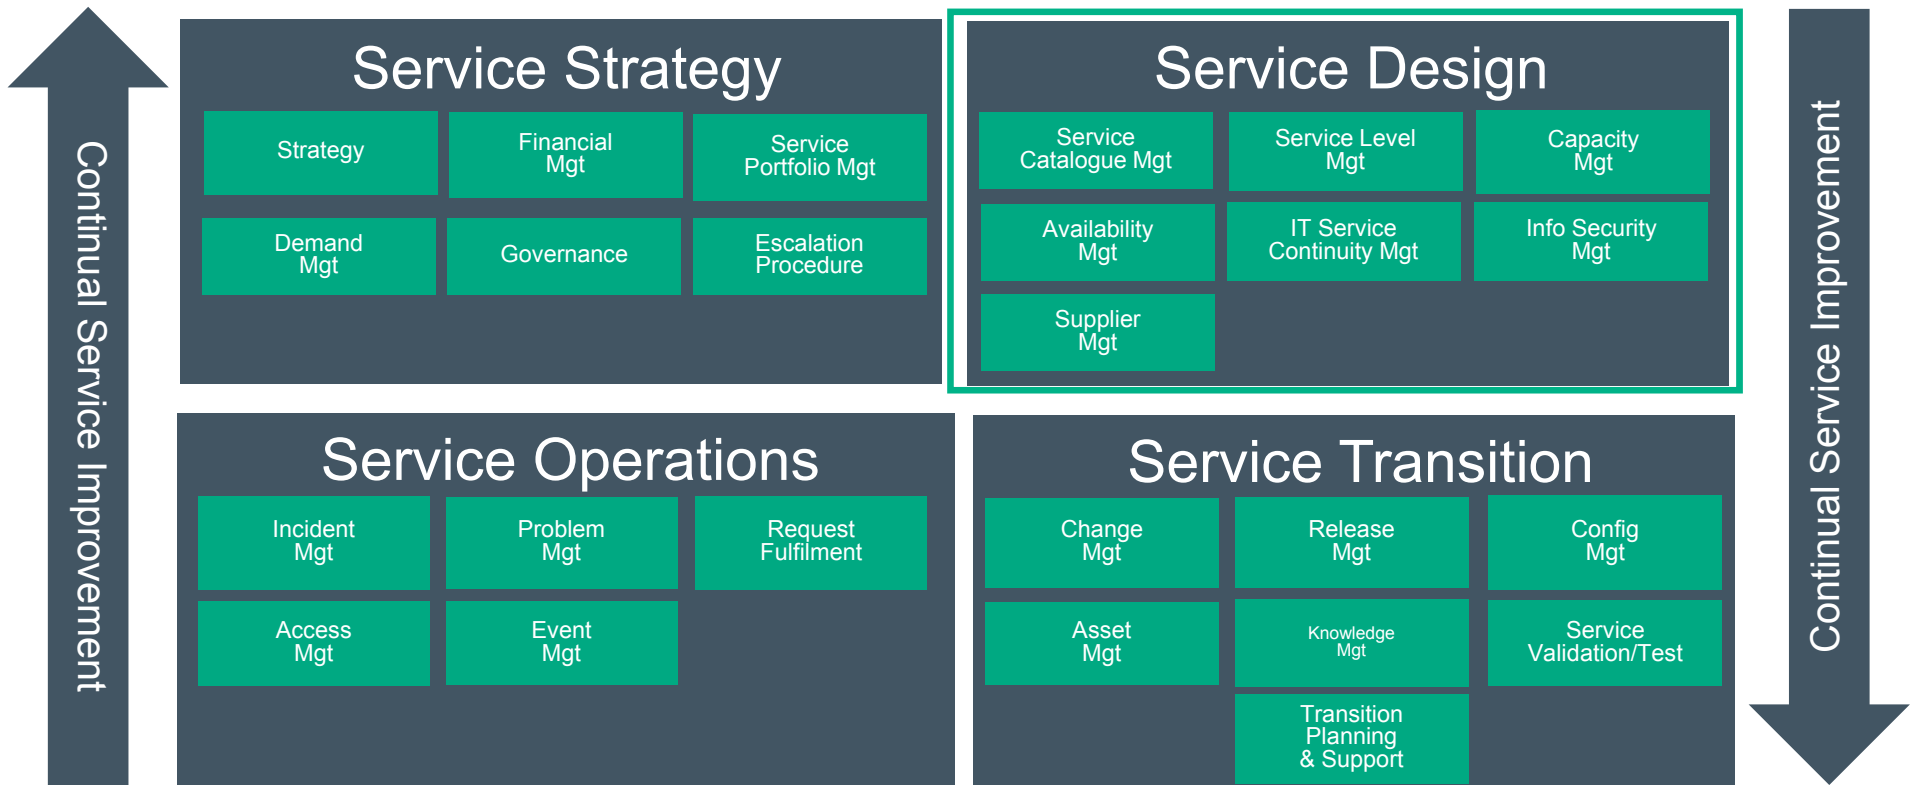 Continual Service Improvement
Service Strategy
Strategy
Financial
Mgt
Service
Portfolio Mgt
Demand
Mgt
Governance
Escalation
Procedure
Service Design
Service
Catalogue Mgt
Service Level
Mgt
Capacity
Mgt
Availability
Mgt
IT Service
Continuity Mgt
Info Security
Mgt
Supplier
Mgt
Service Operations
Incident
Mgt
Problem
Mgt
Request
Fulfilment
Access
Mgt
Event
Mgt
Service Transition
Change
Mgt
Release
Mgt
Config
Mgt
Asset
Mgt
Knowledge
Mgt
Service
Validation/Test
Transition
Planning
& Support
Continual Service Improvement